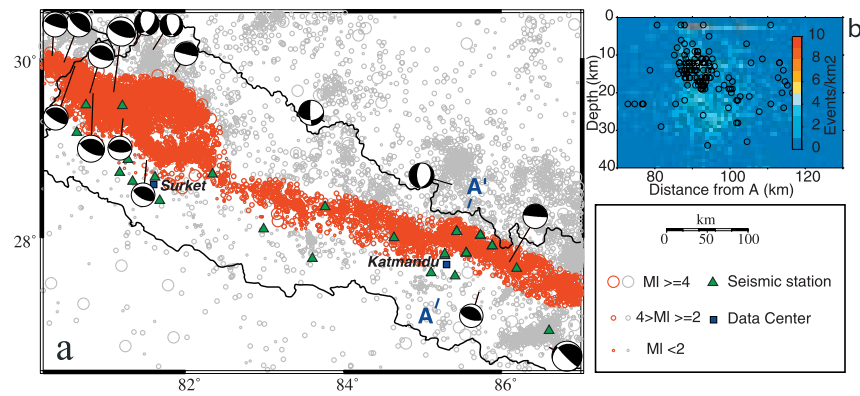 30°
28°
82°
84°
86°
Surket
Katmandu
A'
A'
a
b
0
10
20
30
40
Depth (km)
60
80
100
120
Distance from A (km)
10
8
6
4
2
0
Events/km2
km
0 50 100
Ml >=4
Seismic station
4>Ml >=2
Data Center
Ml <2